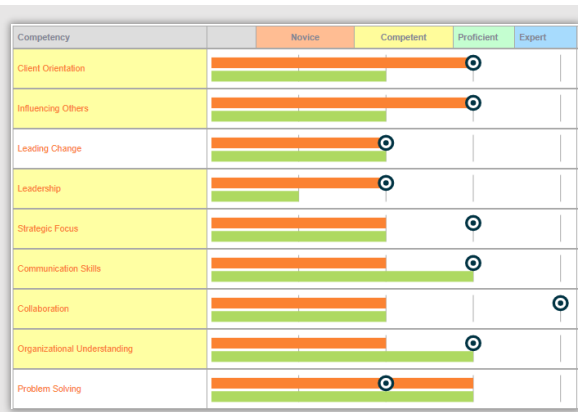 Competency Novice Competent Proficient Expert
Client Orientation
Influencing Others
Leading Change
Leadership
Strategic Focus
Communication Skills
Collaboration
Organizational Understanding
Problem Solving